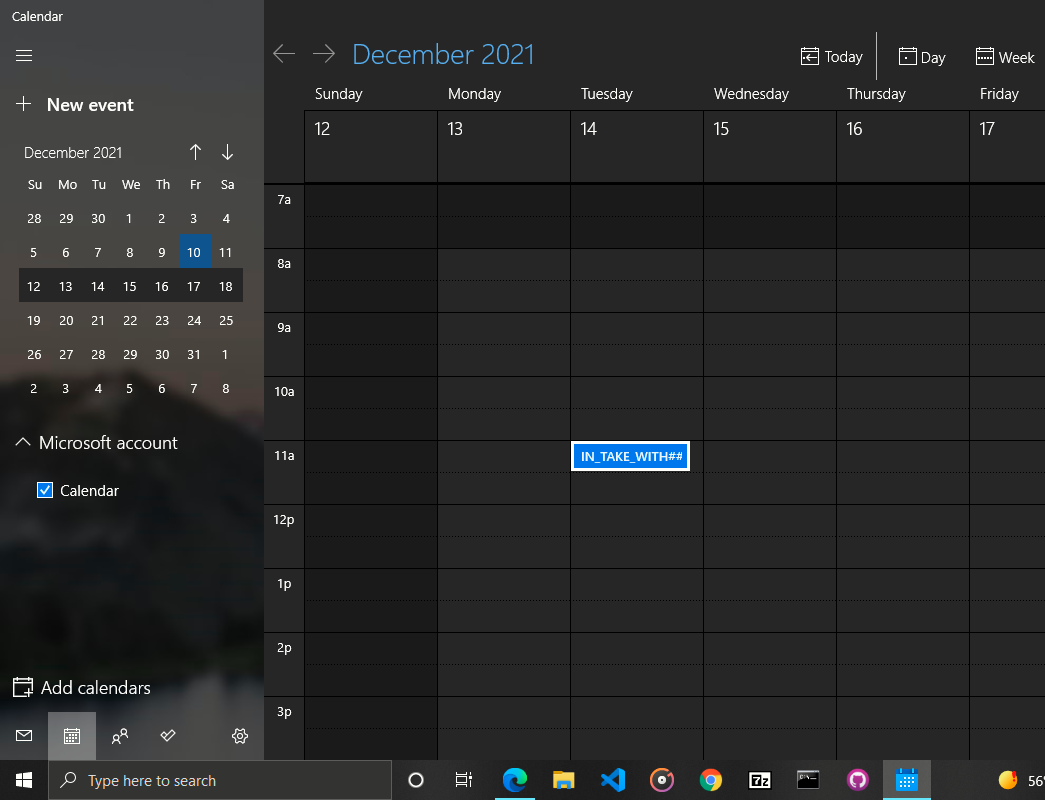 Calendar
New event
December 2021
Su Mo Tu We Th Fr Sa
28 29 30 1 2 3 4
5 6 7 8 9 10 11
12 13 14 15 16 17 18
19 20 21 22 23 24 25
26 27 28 29 30 31 1
2 3 4 5 6 7 8
Microsoft account
Calendar
Add calendars
December 2021
Today Day Week
Sunday Monday Tuesday Wednesday Thursday Friday
12 13 14 15 16 17
7a
8a
9a
10a
11a IN_TAKE_WITH##
12p
1p
2p
3p
Type here to search
7z
C:\.
56°